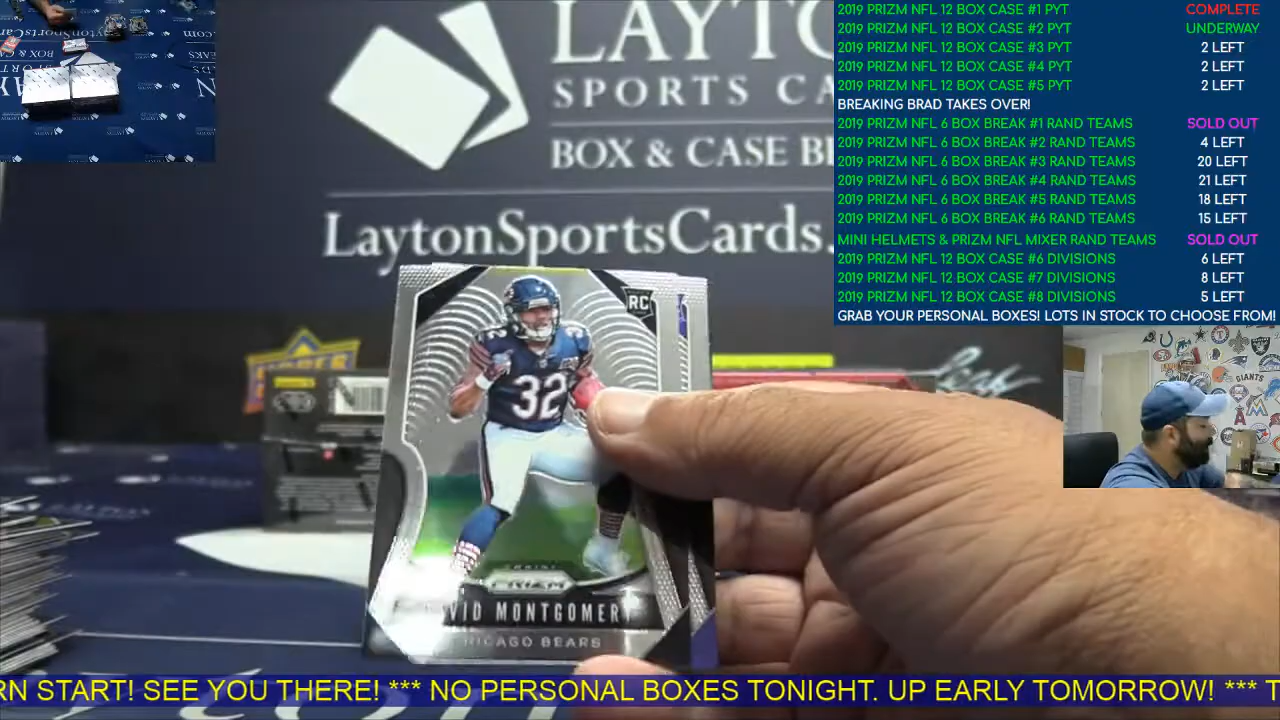 LAYTO
SPORTS CA
BOX & CASE B
LaytonSportsCards.
2019 PRIZM NFL 12 BOX CASE #1 PYT COMPLETE
2019 PRIZM NFL 12 BOX CASE #2 PYT UNDERWAY
2019 PRIZM NFL 12 BOX CASE #3 PYT 2 LEFT
2019 PRIZM NFL 12 BOX CASE #4 PYT 2 LEFT
2019 PRIZM NFL 12 BOX CASE #5 PYT 2 LEFT
BREAKING BRAD TAKES OVER!
2019 PRIZM NFL 6 BOX BREAK #1 RAND TEAMS SOLD OUT
2019 PRIZM NFL 6 BOX BREAK #2 RAND TEAMS 4 LEFT
2019 PRIZM NFL 6 BOX BREAK #3 RAND TEAMS 20 LEFT
2019 PRIZM NFL 6 BOX BREAK #4 RAND TEAMS 21 LEFT
2019 PRIZM NFL 6 BOX BREAK #5 RAND TEAMS 18 LEFT
2019 PRIZM NFL 6 BOX BREAK #6 RAND TEAMS 15 LEFT
MINI HELMETS & PRIZM NFL MIXER RAND TEAMS SOLD OUT
2019 PRIZM NFL 12 BOX CASE #6 DIVISIONS 6 LEFT
2019 PRIZM NFL 12 BOX CASE #7 DIVISIONS 8 LEFT
2019 PRIZM NFL 12 BOX CASE #8 DIVISIONS 5 LEFT
GRAB YOUR PERSONAL BOXES! LOTS IN STOCK TO CHOOSE FROM!
RC
32
GIANTS
PANINI
PRIZM
VID MONTGOMERY
HICAGO BEARS
RN START! SEE YOU THERE! *** NO PERSONAL BOXES TONIGHT. UP EARLY TOMORROW! *** T